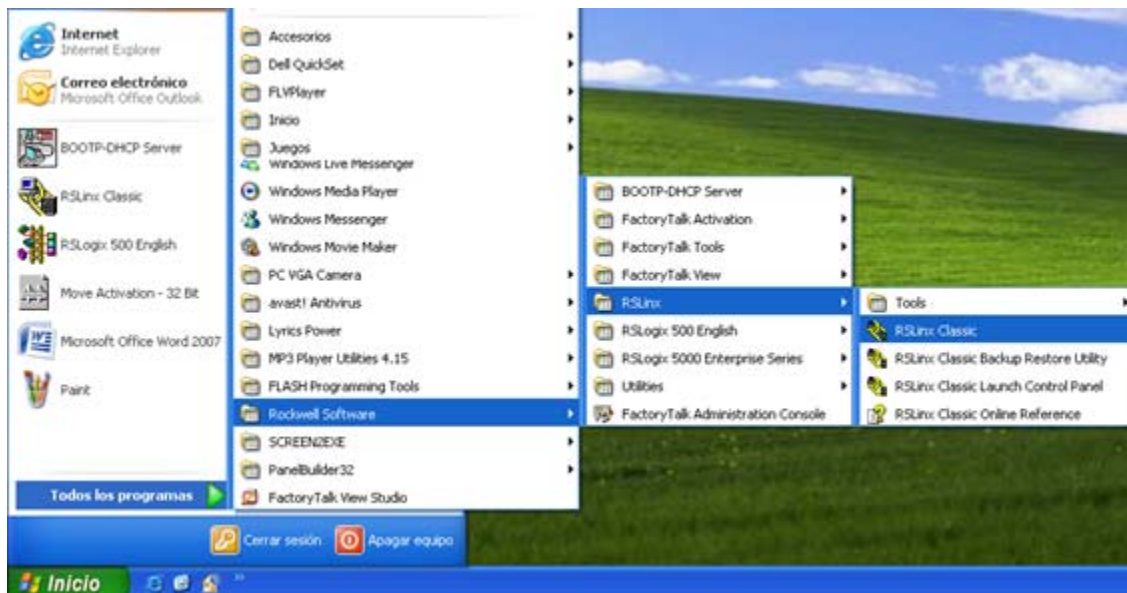 Internet
Internet Explorer
Correo electrónico
Microsoft Office Outlook
BOOTP-DHCP Server
RSLinx Classic
RSLogix 500 English
Move Activation - 32 Bit
Microsoft Office Word 2007
Paint
Todos los programas
Accesorios
Dell QuickSet
FLVPlayer
Inicio
Juegos
Windows Live Messenger
Windows Media Player
Windows Messenger
Windows Movie Maker
PC VGA Camera
avast! Antivirus
Lyrics Power
MP3 Player Utilities 4.15
FLASH Programming Tools
Rockwell Software
SCREEN2EXE
PanelBuilder32
FactoryTalk View Studio
BOOTP-DHCP Server
FactoryTalk Activation
FactoryTalk Tools
FactoryTalk View
RSLinx
RSLogix 500 English
RSLogix 5000 Enterprise Series
Utilities
FactoryTalk Administration Console
Tools
RSLinx Classic
RSLinx Classic Backup Restore Utility
RSLinx Classic Launch Control Panel
RSLinx Classic Online Reference
Cerrar sesión
Apagar equipo
Inicio